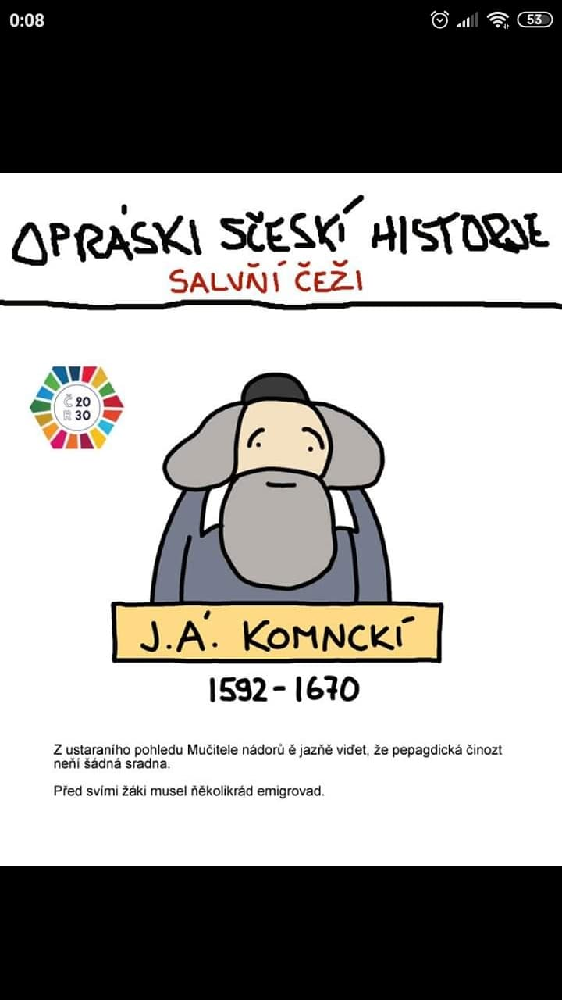 0:08
53
OPRÁSKI SČESKÍ HISTORJE
SALVŇÍ ČEŽI
Č 20
R 30
J.Á. KOMNCKÍ
1592-1670
Z ustaraního pohledu Mučitele nádorů ě jazňě viďet, že pepagdická činozt
neňí šádná sradna.
Před svími žáki musel ňěkolikrád emigrovad.